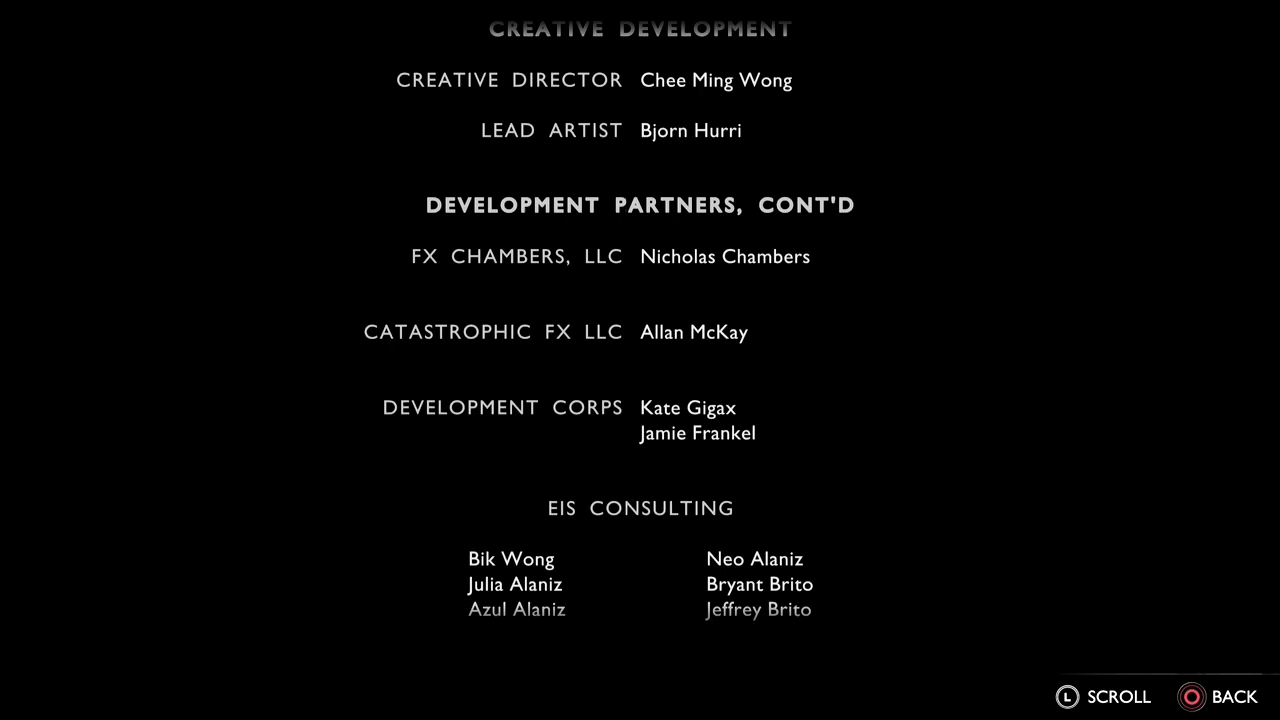 CREATIVE DEVELOPMENT
CREATIVE DIRECTOR Chee Ming Wong
LEAD ARTIST Bjorn Hurri
DEVELOPMENT PARTNERS, CONT'D
FX CHAMBERS, LLC Nicholas Chambers
CATASTROPHIC FX LLC Allan McKay
DEVELOPMENT CORPS Kate Gigax
Jamie Frankel
EIS CONSULTING
Bik Wong Neo Alaniz
Julia Alaniz Bryant Brito
Azul Alaniz Jeffrey Brito
L SCROLL BACK